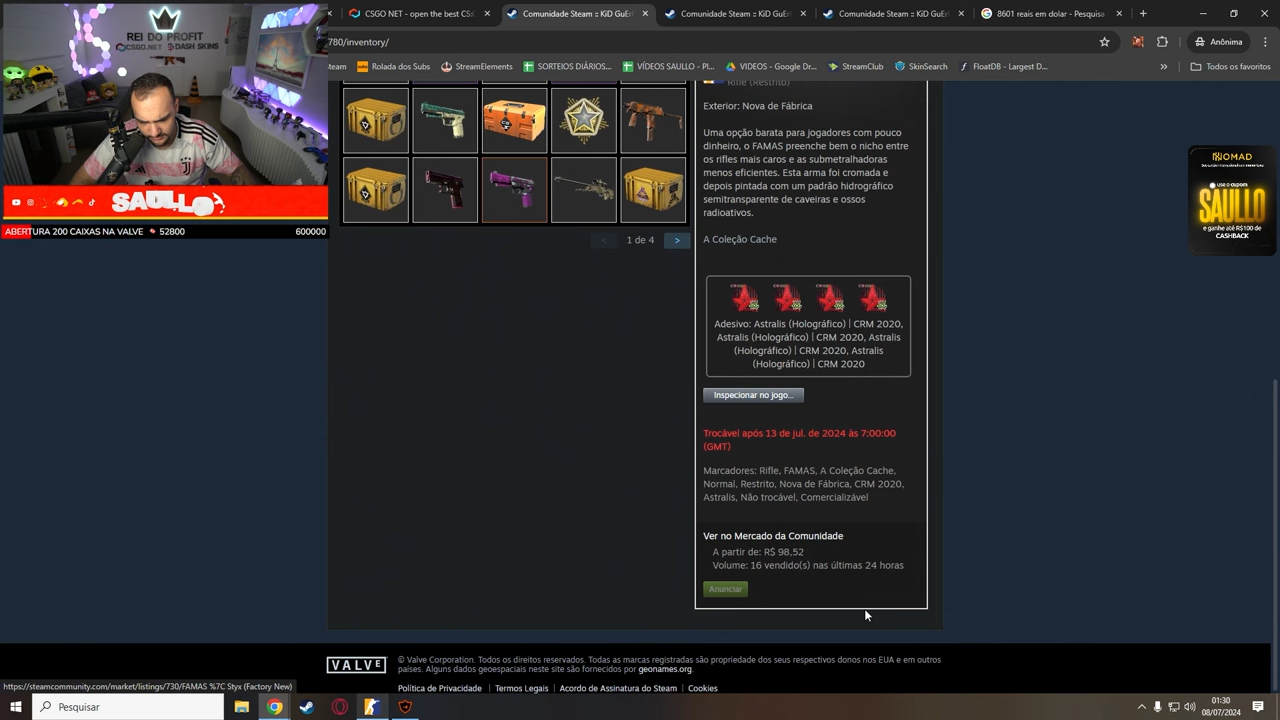 CSGO NET - open the best CS
Comunidade Steam :: KiD GuEr
Comunidade Steam :: KiD GuEr
Comunidade Steam :: KiD GuEr
8601 reais em dolar - Pesquisa
780/inventory/
Anônima
Steam
Rolada dos Subs
StreamElements
SORTEIOS DIÁRIOS...
VÍDEOS SAULLO - Pl...
VIDEOS - Google Dr...
StreamClub
SkinSearch
FloatDB - Largest D...
Todos os favoritos
REI DO PROFIT
CSGO.NET DASH SKINS
SAULLO
ABERTURA 200 CAIXAS NA VALVE 52800
600000
Rifle (Restrito)
Exterior: Nova de Fábrica
Uma opção barata para jogadores com pouco
dinheiro, o FAMAS preenche bem o nicho entre
os rifles mais caros e as submetralhadoras
menos eficientes. Esta arma foi cromada e
depois pintada com um padrão hidrográfico
semitransparente de caveiras e ossos
radioativos.
A Coleção Cache
Adesivo: Astralis (Holográfico) | CRM 2020,
Astralis (Holográfico) | CRM 2020, Astralis
(Holográfico) | CRM 2020, Astralis
(Holográfico) | CRM 2020
Inspecionar no jogo...
Trocável após 13 de jul. de 2024 às 7:00:00
(GMT)
Marcadores: Rifle, FAMAS, A Coleção Cache,
Normal, Restrito, Nova de Fábrica, CRM 2020,
Astralis, Não trocável, Comercializável
Ver no Mercado da Comunidade
A partir de: R$ 98,52
Volume: 16 vendido(s) nas últimas 24 horas
Anunciar
< 1 de 4 >
NOMAD
USE O CUPOM
SAULLO
e ganhe até R$100 de
CASHBACK
VALVE
© Valve Corporation. Todos os direitos reservados. Todas as marcas registradas são propriedade dos seus respectivos donos nos EUA e em outros
países. Alguns dados geoespaciais neste site são fornecidos por geonames.org.
Política de Privacidade | Termos Legais | Acordo de Assinatura do Steam | Cookies
https://steamcommunity.com/market/listings/730/FAMAS %7C Styx (Factory New)
Pesquisar
01:30
08/07/2024